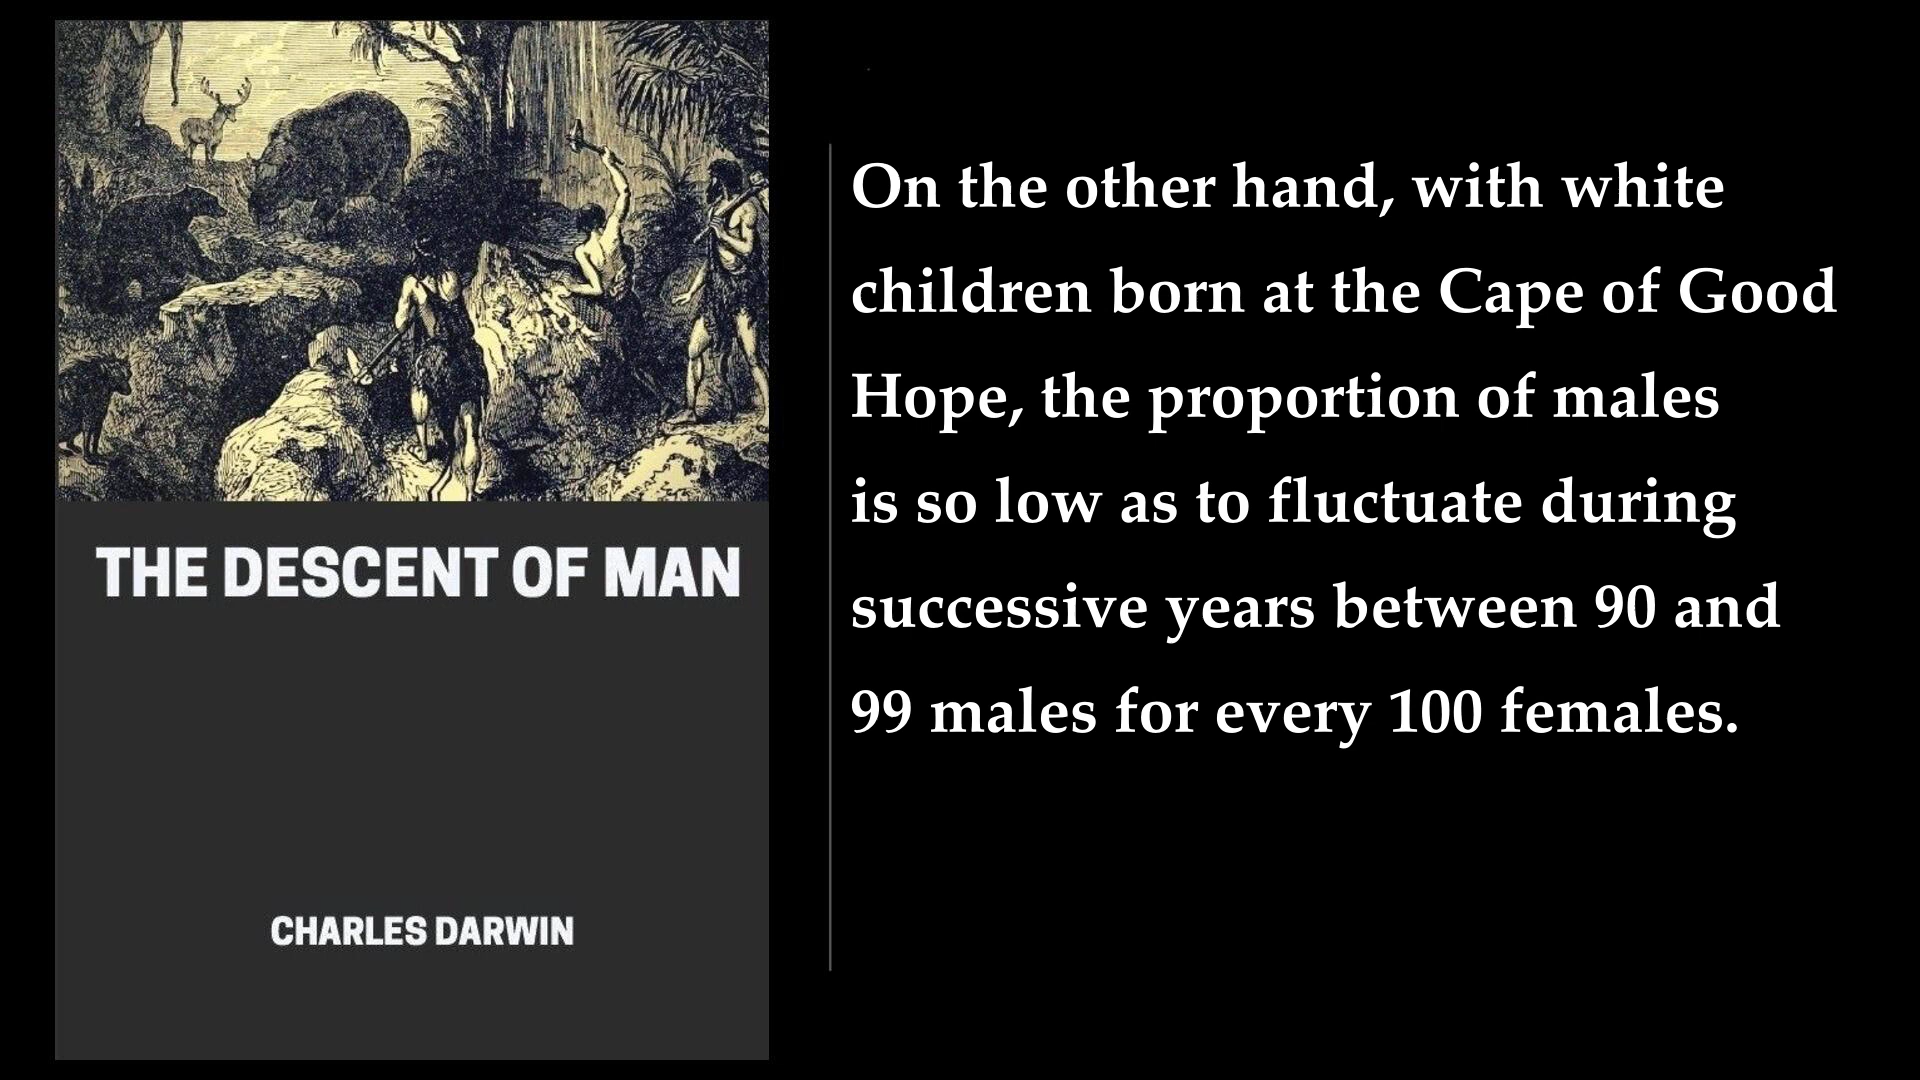 THE DESCENT OF MAN
CHARLES DARWIN
On the other hand, with white
children born at the Cape of Good
Hope, the proportion of males
is so low as to fluctuate during
successive years between 90 and
99 males for every 100 females.